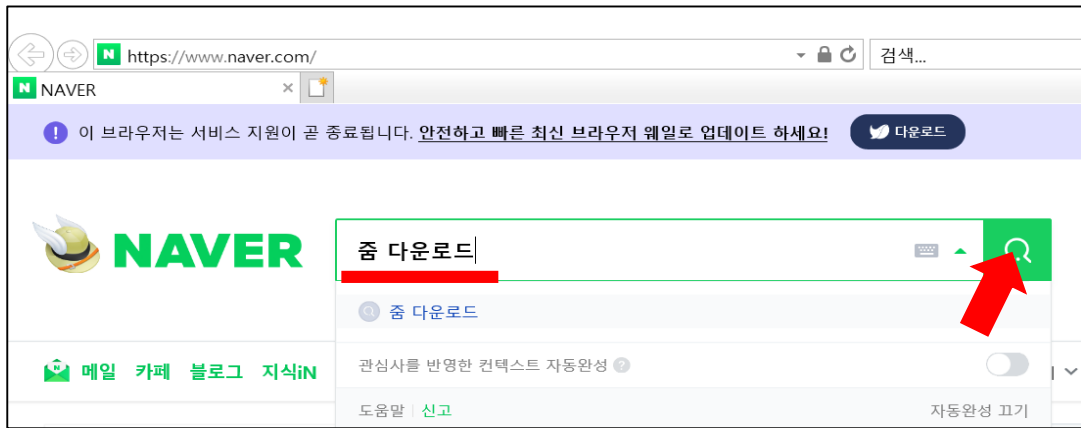 https://www.naver.com/
검색...
NAVER
이 브라우저는 서비스 지원이 곧 종료됩니다. 안전하고 빠른 최신 브라우저 웨일로 업데이트 하세요! 다운로드
NAVER
줌 다운로드
줌 다운로드
관심사를 반영한 컨텍스트 자동완성
메일 카페 블로그 지식iN
도움말 신고 자동완성 끄기